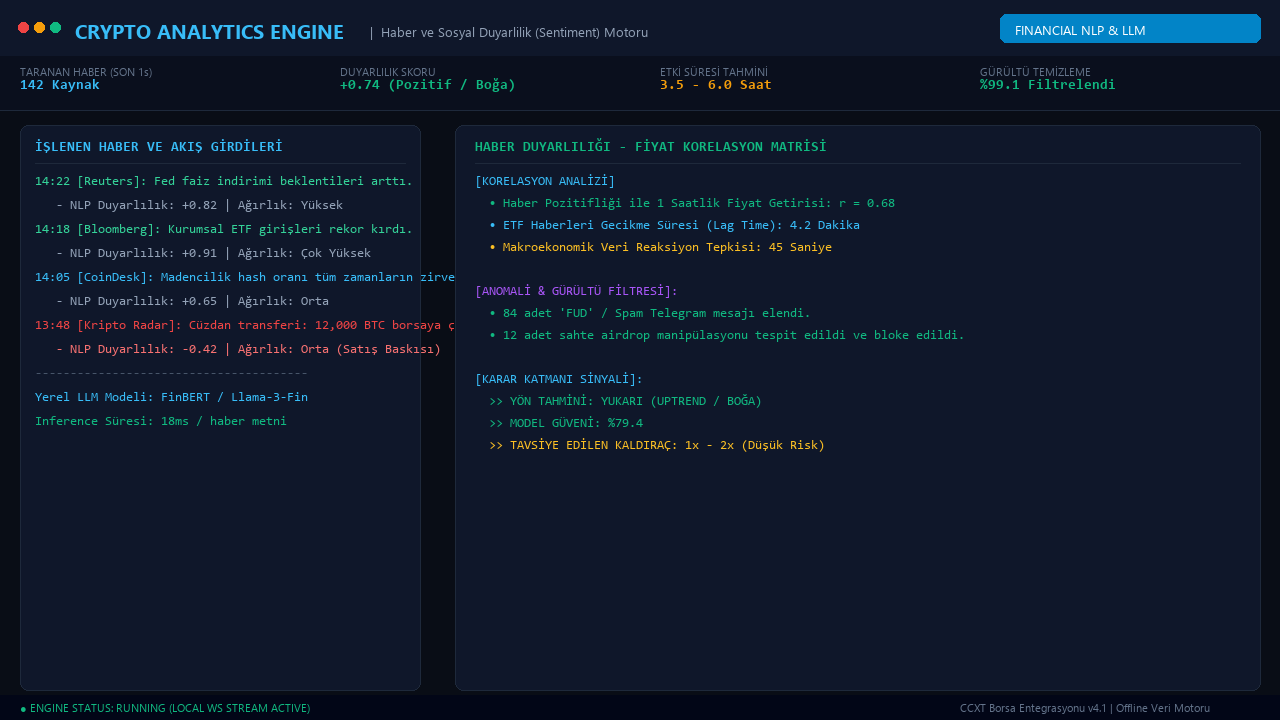 CRYPTO ANALYTICS ENGINE | Haber ve Sosyal Duyarlilik (Sentiment) Motoru
FINANCIAL NLP & LLM
TARANAN HABER (SON 1s)
142 Kaynak
DUYARLILIK SKORU
+0.74 (Pozitif / Boğa)
ETKİ SÜRESİ TAHMİNİ
3.5 - 6.0 Saat
GÜRÜLTÜ TEMİZLEME
%99.1 Filtrelendi
İŞLENEN HABER VE AKIŞ GİRDİLERİ
14:22 [Reuters]: Fed faiz indirimi beklentileri arttı.
- NLP Duyarlılık: +0.82 | Ağırlık: Yüksek
14:18 [Bloomberg]: Kurumsal ETF girişleri rekor kırdı.
- NLP Duyarlılık: +0.91 | Ağırlık: Çok Yüksek
14:05 [CoinDesk]: Madencilik hash oranı tüm zamanların zirve
- NLP Duyarlılık: +0.65 | Ağırlık: Orta
13:48 [Kripto Radar]: Cüzdan transferi: 12,000 BTC borsaya ç
- NLP Duyarlılık: -0.42 | Ağırlık: Orta (Satış Baskısı)
---------------------------------------
Yerel LLM Modeli: FinBERT / Llama-3-Fin
Inference Süresi: 18ms / haber metni
HABER DUYARLILIĞI - FİYAT KORELASYON MATRİSİ
[KORELASYON ANALİZİ]
• Haber Pozitifliği ile 1 Saatlik Fiyat Getirisi: r = 0.68
• ETF Haberleri Gecikme Süresi (Lag Time): 4.2 Dakika
• Makroekonomik Veri Reaksiyon Tepkisi: 45 Saniye
[ANOMALİ & GÜRÜLTÜ FİLTRESİ]:
• 84 adet 'FUD' / Spam Telegram mesajı elendi.
• 12 adet sahte airdrop manipülasyonu tespit edildi ve bloke edildi.
[KARAR KATMANI SİNYALİ]:
>> YÖN TAHMİNİ: YUKARI (UPTREND / BOĞA)
>> MODEL GÜVENİ: %79.4
>> TAVSİYE EDİLEN KALDIRAÇ: 1x - 2x (Düşük Risk)
● ENGINE STATUS: RUNNING (LOCAL WS STREAM ACTIVE)
CCXT Borsa Entegrasyonu v4.1 | Offline Veri Motoru